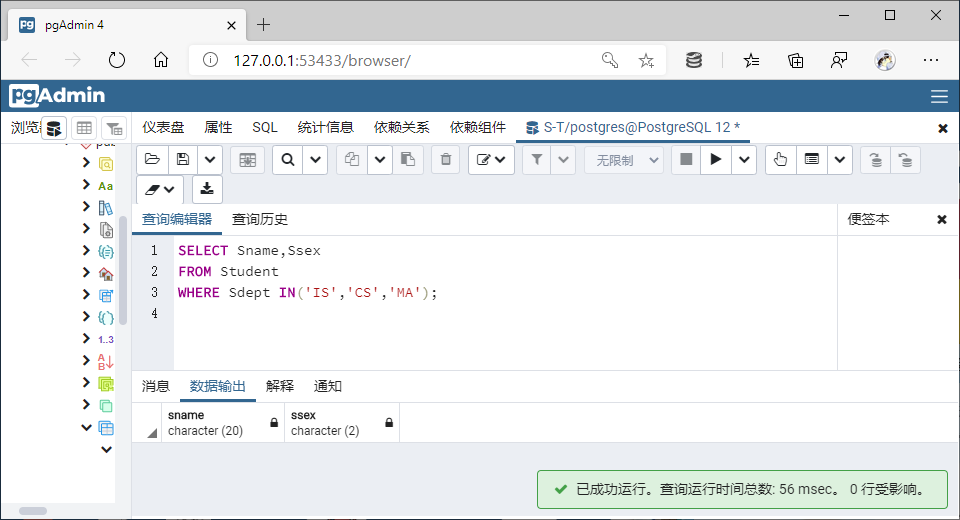 pgAdmin 4
127.0.0.1:53433/browser/
pgAdmin
浏览
仪表盘 属性 SQL 统计信息 依赖关系 依赖组件 S-T/postgres@PostgreSQL 12 *
Aa
无限制
查询编辑器 查询历史 便签本
1 SELECT Sname,Ssex
2 FROM Student
3 WHERE Sdept IN('IS','CS','MA');
4
1..3
消息 数据输出 解释 通知
sname ssex
character (20) character (2)
已成功运行。查询运行时间总数: 56 msec。 0 行受影响。